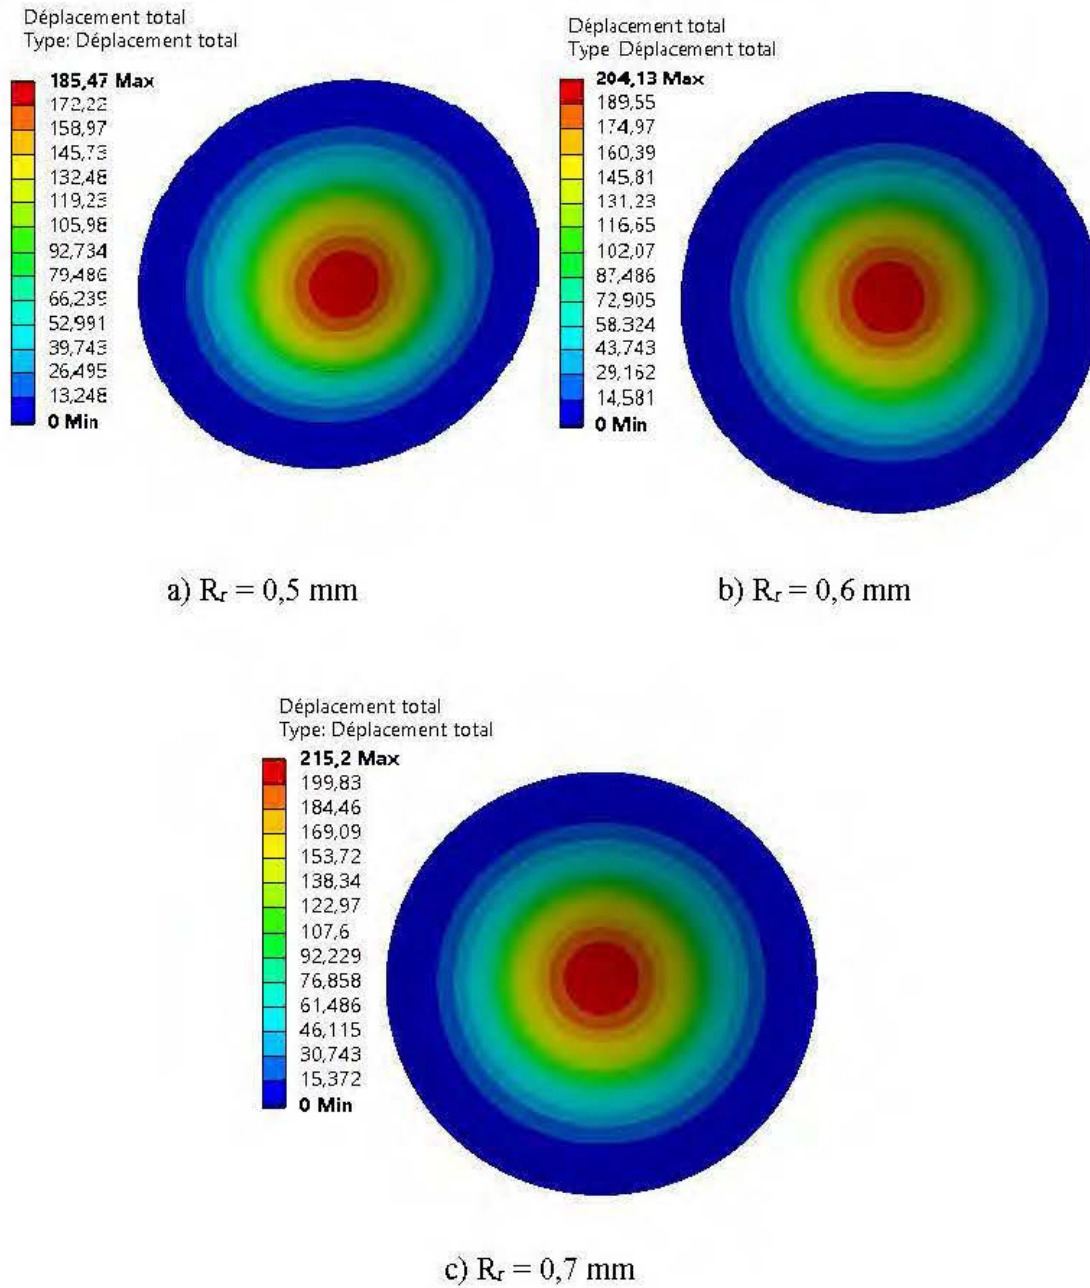 Déplacement total
Type: Déplacement total
185,47 Max
172,22
158,97
145,73
132,48
119,23
105,98
92,734
79,486
66,239
52,991
39,743
26,495
13,248
0 Min
a) Rᵣ = 0,5 mm
Déplacement total
Type Déplacement total
204,13 Max
189,55
174,97
160,39
145,81
131,23
116,65
102,07
87,486
72,905
58,324
43,743
29,162
14,581
0 Min
b) Rᵣ = 0,6 mm
Déplacement total
Type: Déplacement total
215,2 Max
199,83
184,46
169,09
153,72
138,34
122,97
107,6
92,229
76,858
61,486
46,115
30,743
15,372
0 Min
c) Rᵣ = 0,7 mm